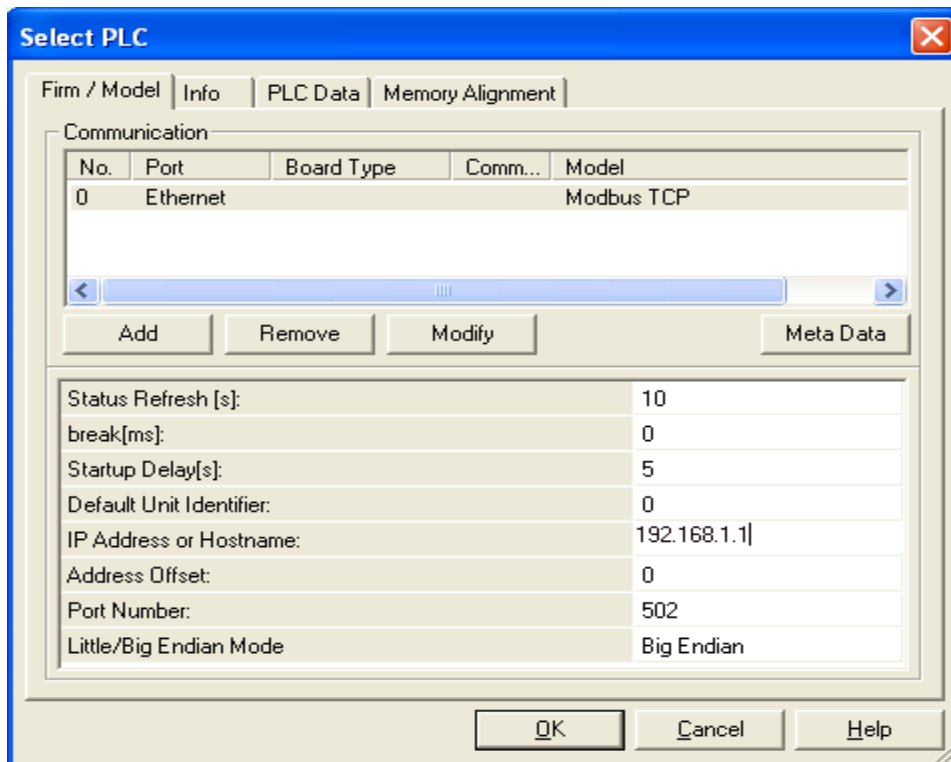 Select PLC
Firm / Model Info PLC Data Memory Alignment
Communication
No. Port Board Type Comm... Model
0 Ethernet Modbus TCP
Add Remove Modify Meta Data
Status Refresh [s]: 10
break[ms]: 0
Startup Delay[s]: 5
Default Unit Identifier: 0
IP Address or Hostname: 192.168.1.1
Address Offset: 0
Port Number: 502
Little/Big Endian Mode Big Endian
OK Cancel Help